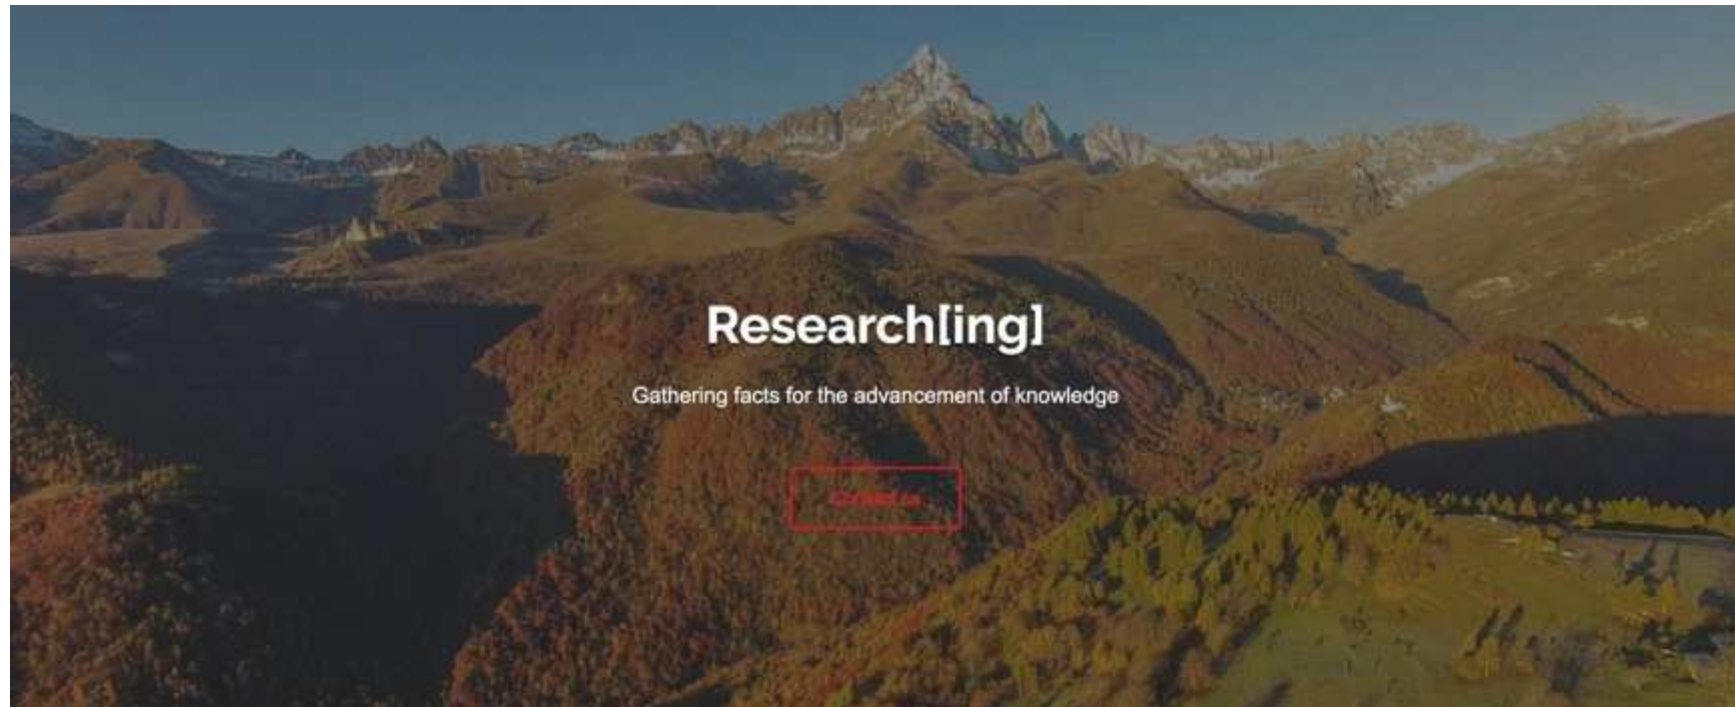 Research[ing]
Gathering facts for the advancement of knowledge